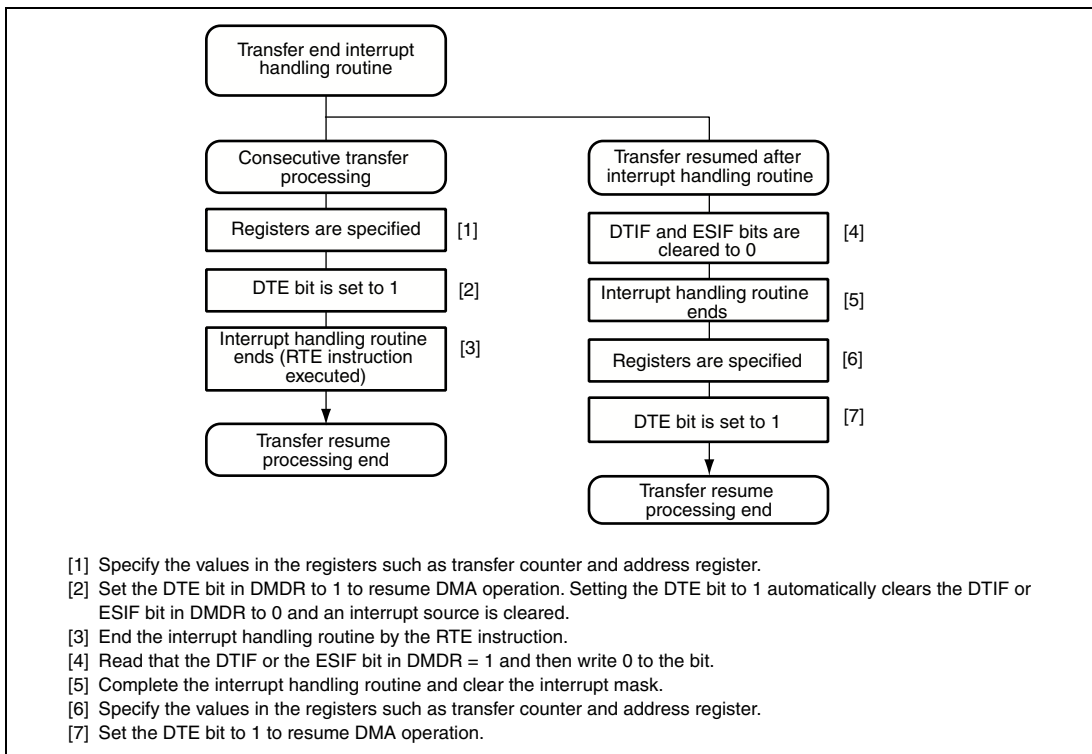 Transfer end interrupt
handling routine
Consecutive transfer
processing
Registers are specified [1]
DTE bit is set to 1 [2]
Interrupt handling routine
ends (RTE instruction
executed)
[3]
Transfer resume
processing end
Transfer resumed after
interrupt handling routine
DTIF and ESIF bits are
cleared to 0
[4]
Interrupt handling routine
ends
[5]
Registers are specified [6]
DTE bit is set to 1 [7]
Transfer resume
processing end
[1] Specify the values in the registers such as transfer counter and address register.
[2] Set the DTE bit in DMDR to 1 to resume DMA operation. Setting the DTE bit to 1 automatically clears the DTIF or
ESIF bit in DMDR to 0 and an interrupt source is cleared.
[3] End the interrupt handling routine by the RTE instruction.
[4] Read that the DTIF or the ESIF bit in DMDR = 1 and then write 0 to the bit.
[5] Complete the interrupt handling routine and clear the interrupt mask.
[6] Specify the values in the registers such as transfer counter and address register.
[7] Set the DTE bit to 1 to resume DMA operation.